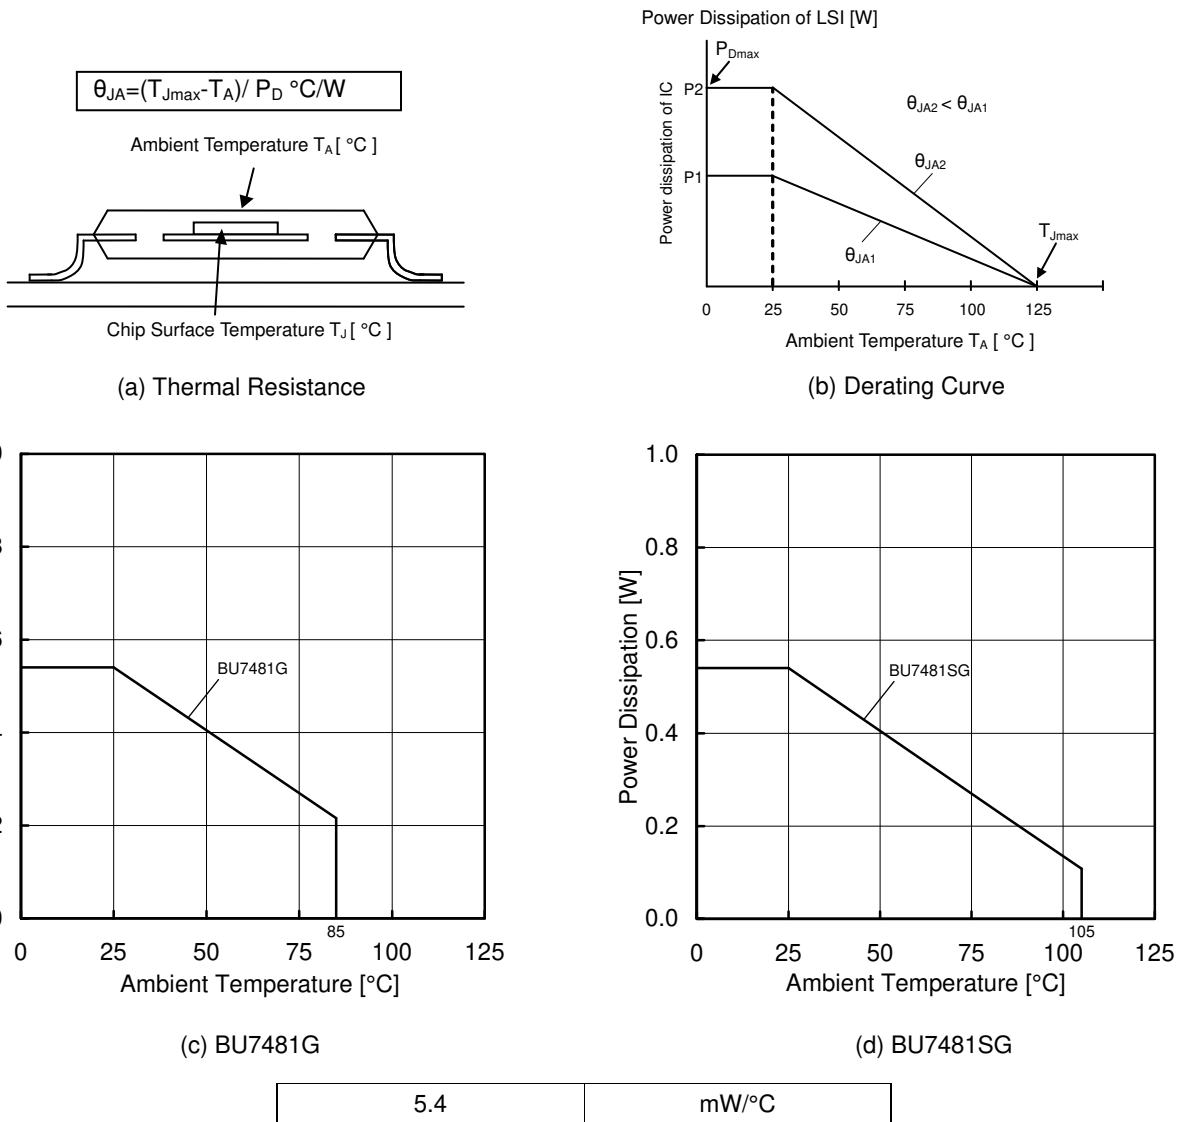 Power Dissipation of LSI [W]
θJA=(TJmax-TA)/ PD °C/W
Ambient Temperature TA [ °C ]
Chip Surface Temperature TJ [ °C ]
(a) Thermal Resistance
Power dissipation of IC
PDmax
P2
P1
θJA2 < θJA1
θJA2
θJA1
TJmax
0 25 50 75 100 125
Ambient Temperature TA [ °C ]
(b) Derating Curve
BU7481G
85
0 25 50 75 100 125
Ambient Temperature [°C]
(c) BU7481G
Power Dissipation [W]
1.0
0.8
0.6
0.4
0.2
0.0
BU7481SG
105
0 25 50 75 100 125
Ambient Temperature [°C]
(d) BU7481SG
5.4 mW/°C